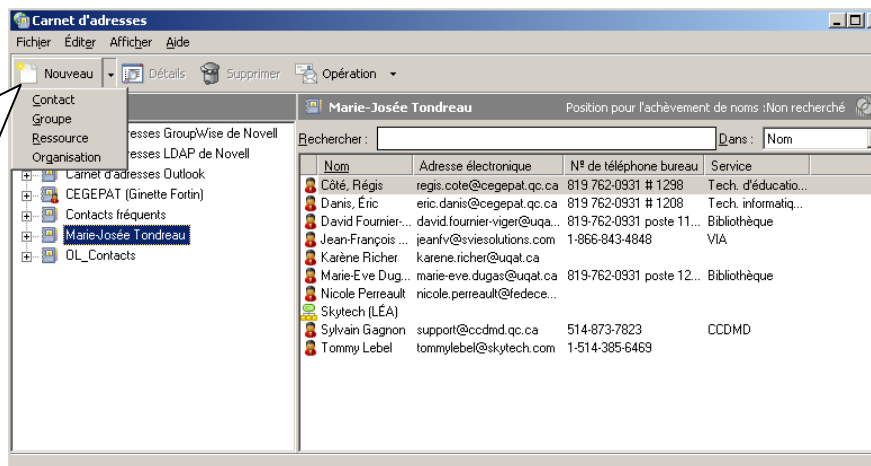 Carnet d'adresses
Fichier Éditer Afficher Aide
Nouveau Détails Supprimer Opération
Contact
Groupe
Ressource
Organisation
resses GroupWise de Novell
resses LDAP de Novell
Carnet d'adresses Outlook
CEGEPAT (Ginette Fortin)
Contacts fréquents
Marie-Josée Tondreau
OL_Contacts
Marie-Josée Tondreau Position pour l'achèvement de noms :Non recherché
Rechercher : Dans : Nom
Nom Adresse électronique Nº de téléphone bureau Service
Côté, Régis regis.cote@cegepat.qc.ca 819 762-0931 # 1298 Tech. d'éducatio...
Danis, Éric eric.danis@cegepat.qc.ca 819 762-0931 # 1208 Tech. informatiq...
David Fournier-... david.fournier-viger@uqa... 819-762-0931 poste 11... Bibliothèque
Jean-François ... jeanfv@sviesolutions.com 1-866-843-4848 VIA
Karène Richer karene.richer@uqat.ca
Marie-Eve Dug... marie-eve.dugas@uqat.ca 819-762-0931 poste 12... Bibliothèque
Nicole Perreault nicole.perreault@fedece...
Skytech (LÉA)
Sylvain Gagnon support@ccdmd.qc.ca 514-873-7823 CCDMD
Tommy Lebel tommylebel@skytech.com 1-514-385-6469